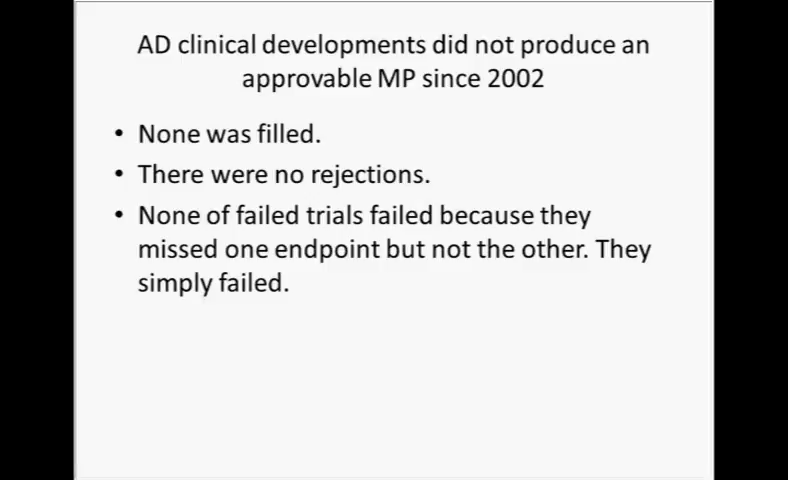 AD clinical developments did not produce an
approvable MP since 2002
• None was filled.
• There were no rejections.
• None of failed trials failed because they
missed one endpoint but not the other. They
simply failed.